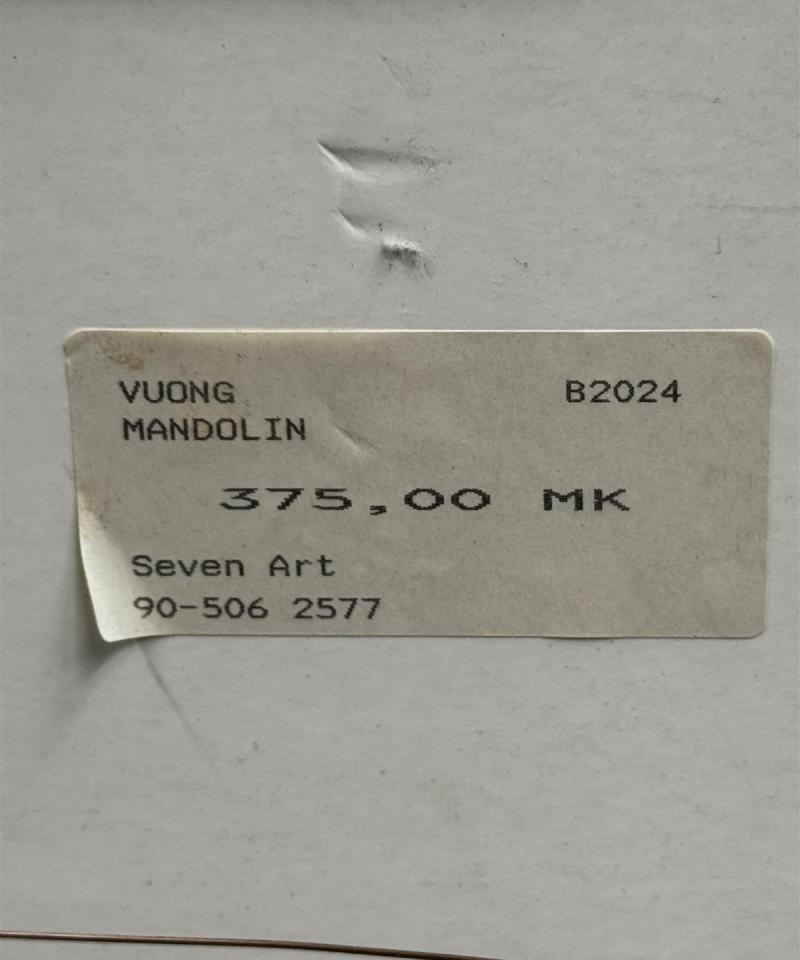 VUONG B2024
MANDOLIN
375,00 MK
Seven Art
90-506 2577